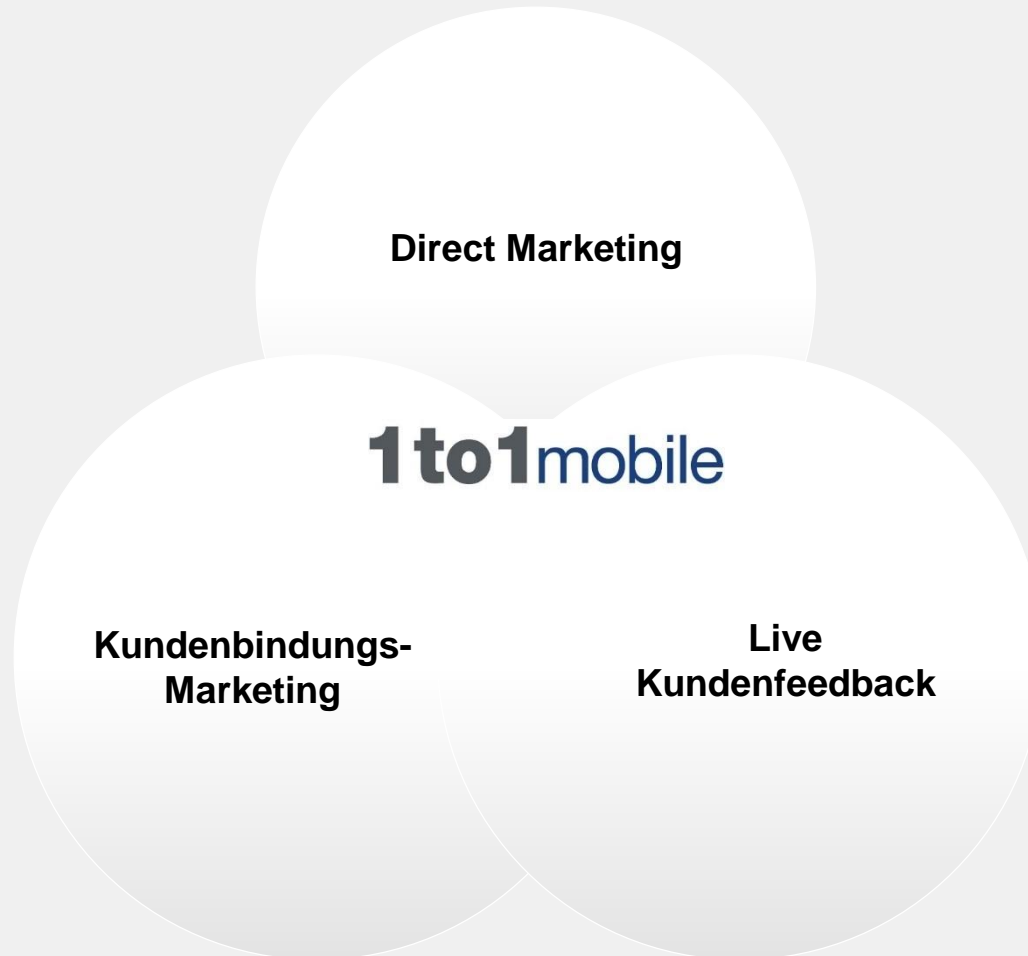 Direct Marketing
1to1mobile
Kundenbindungs-
Marketing
Live
Kundenfeedback